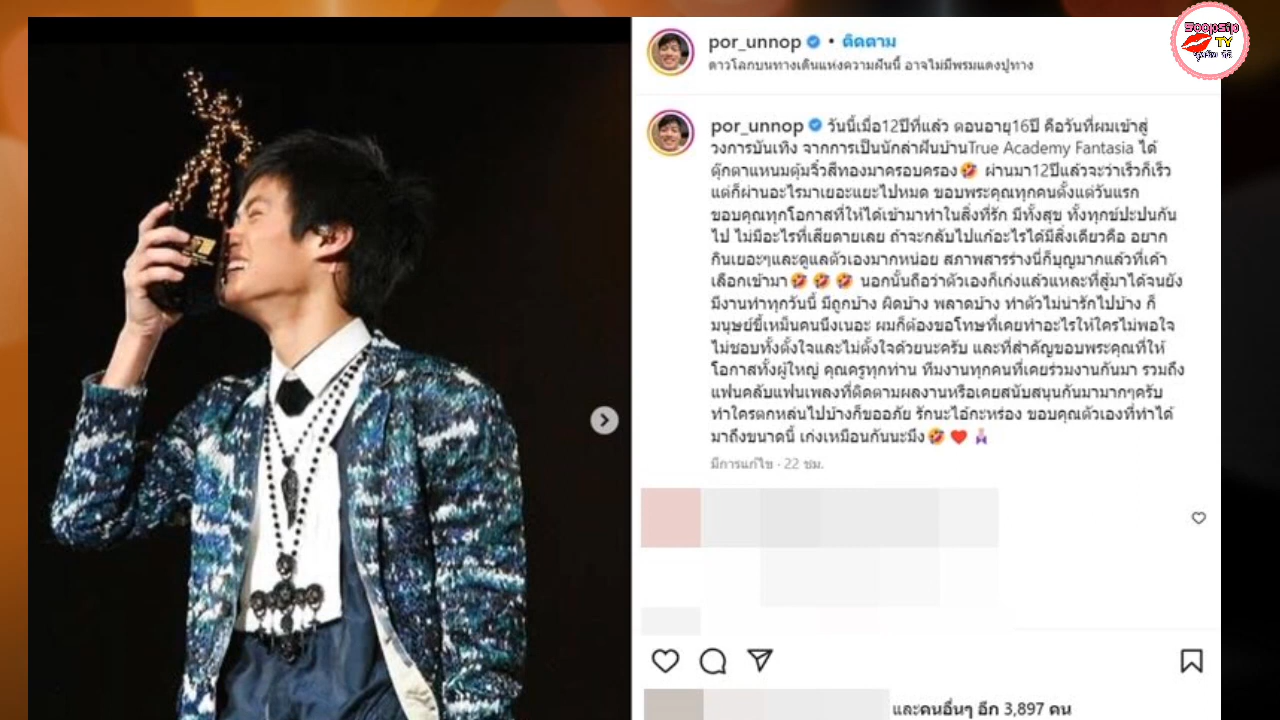 Soopsip
TY
ซุบซิบ ทีวี
por_unnop • ติดตาม
ดาวโลกบนทางเดินแห่งความฝันนี้ อาจไม่มีพรมแดงปูทาง
por_unnop วันนี้เมื่อ12ปีที่แล้ว ตอนอายุ16ปี คือวันที่ผมเข้าสู่
วงการบันเทิง จากการเป็นนักล่าฝันบ้านTrue Academy Fantasia ได้
ตุ๊กตาแหนมตุ้มจิ๋วสีทองมาครอบครอง🤣 ผ่านมา12ปีแล้วจะว่าเร็วก็เร็ว
แต่ก็ผ่านอะไรมาเยอะแยะไปหมด ขอบพระคุณทุกคนตั้งแต่วันแรก
ขอบคุณทุกโอกาสที่ให้ได้เข้ามาทำในสิ่งที่รัก มีทั้งสุข ทั้งทุกข์ปะปนกัน
ไป ไม่มีอะไรที่เสียดายเลย ถ้าจะกลับไปแก้อะไรได้มีสิ่งเดียวคือ อยาก
กินเยอะๆและดูแลตัวเองมากหน่อย สภาพสารร่างนี่ก็บุญมากแล้วที่เค้า
เลือกเข้ามา🤣 🤣 🤣 นอกนั้นถือว่าตัวเองก็เก่งแล้วแหละที่สู้มาได้จนยัง
มีงานทำทุกวันนี้ มีถูกบ้าง ผิดบ้าง พลาดบ้าง ทำตัวไม่น่ารักไปบ้าง ก็
มนุษย์ขี้เหม็นคนนึงเนอะ ผมก็ต้องขอโทษที่เคยทำอะไรให้ใครไม่พอใจ
ไม่ชอบทั้งตั้งใจและไม่ตั้งใจด้วยนะครับ และที่สำคัญขอบพระคุณที่ให้
โอกาสทั้งผู้ใหญ่ คุณครูทุกท่าน ทีมงานทุกคนที่เคยร่วมงานกันมา รวมถึง
แฟนคลับแฟนเพลงที่ติดตามผลงานหรือเคยสนับสนุนกันมามากๆครับ
ทำใครตกหล่นไปบ้างก็ขออภัย รักนะไอ้กะหร่อง ขอบคุณตัวเองที่ทำได้
มาถึงขนาดนี้ เก่งเหมือนกันนะมึง🤣 ❤️
มีการแก้ไข · 22 ชม.
และคนอื่นๆ อีก 3,897 คน